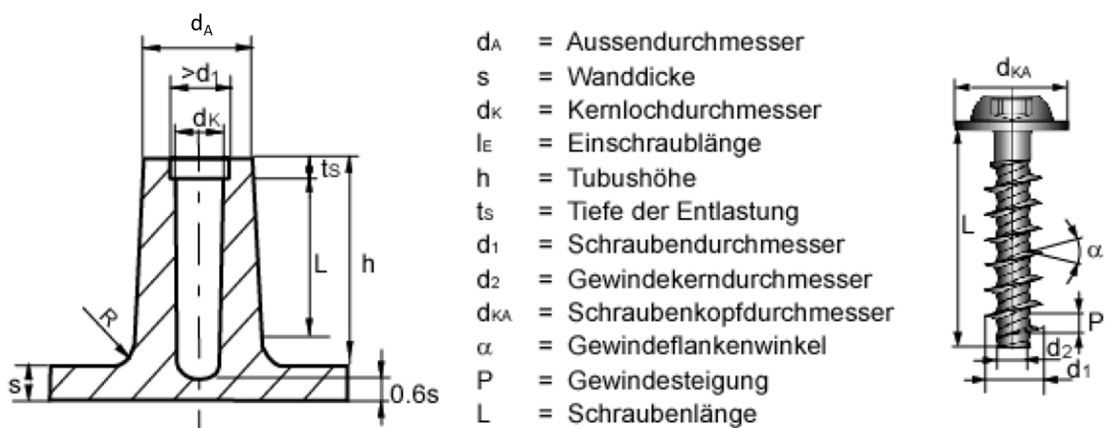 dA
>d1
dK
ts
L
h
R
s
0.6s
dA = Aussendurchmesser
s = Wanddicke
dK = Kernlochdurchmesser
lE = Einschraublänge
h = Tubushöhe
ts = Tiefe der Entlastung
d1 = Schraubendurchmesser
d2 = Gewindekerndurchmesser
dKA = Schraubenkopfdurchmesser
α = Gewindeflankenwinkel
P = Gewindesteigung
L = Schraubenlänge
dKA
L
α
P
d2
d1